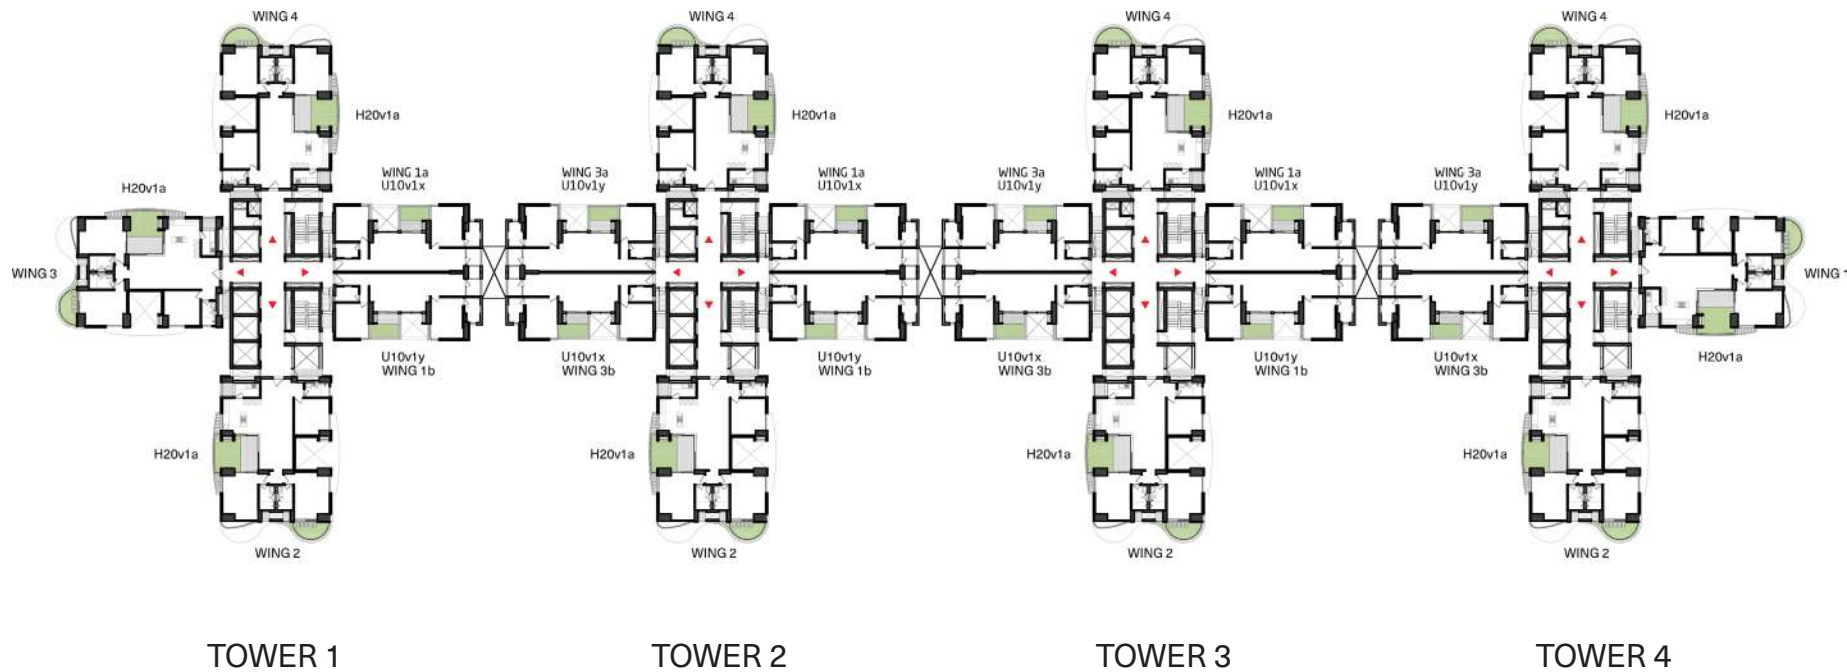 WING 4
WING 4
WING 4
WING 4
H20v1a
H20v1a
H20v1a
H20v1a
WING 1a
U10v1x
WING 3a
U10v1y
WING 1a
U10v1x
WING 3a
U10v1y
WING 1a
U10v1x
WING 3a
U10v1y
H20v1a
WING 3
WING 1
U10v1y
WING 1b
U10v1x
WING 3b
U10v1y
WING 1b
U10v1x
WING 3b
U10v1y
WING 1b
U10v1x
WING 3b
H20v1a
H20v1a
H20v1a
H20v1a
H20v1a
WING 2
WING 2
WING 2
WING 2
TOWER 1
TOWER 2
TOWER 3
TOWER 4